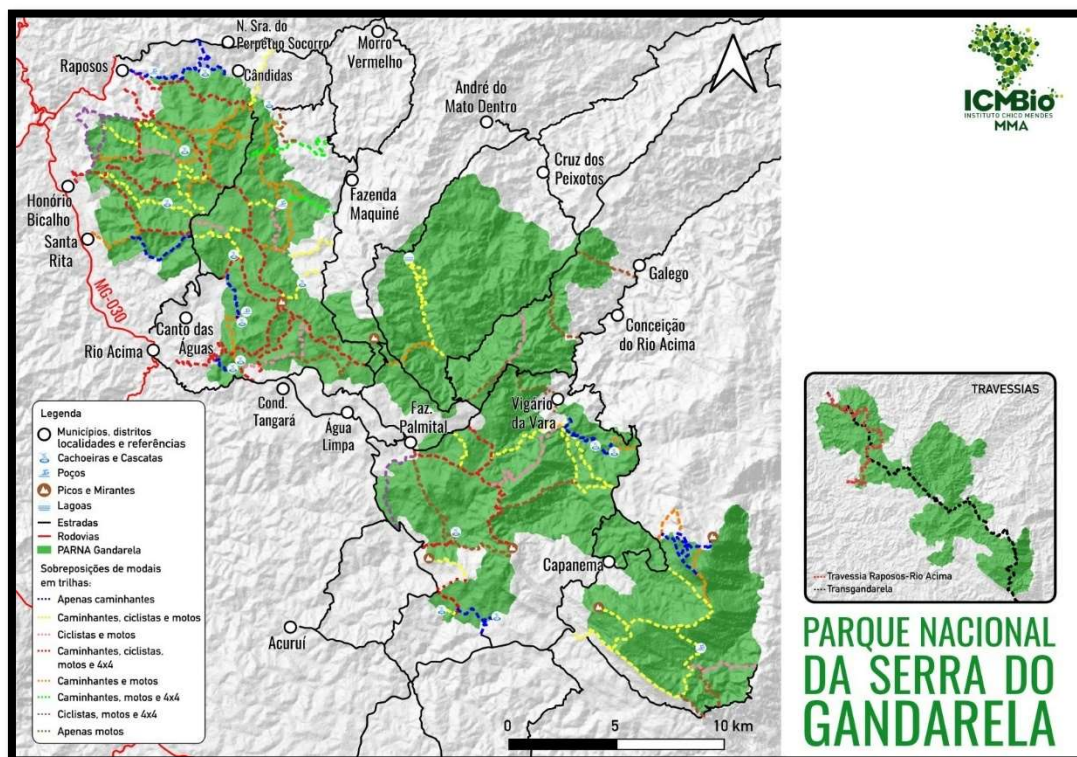 N. Sra. do
Perpétuo Socorro
Morro
Vermelho
Raposos
Cândidas
André do
Mato Dentro
Cruz dos
Peixotos
Fazenda
Maquiné
Honório
Bicalho
Santa
Rita
MG-030
Galego
Conceição
do Rio Acima
Canto das
Águas
Rio Acima
Cond.
Tangará
Água
Limpa
Faz.
Palmital
Vigário
da Vara
Capanema
Acuruí
Legenda
Municípios, distritos
localidades e referências
Cachoeiras e Cascatas
Poços
Picos e Mirantes
Lagoas
Estradas
Rodovias
PARNA Gandarela
Sobreposições de modais
em trilhas:
Apenas caminhantes
Caminhantes, ciclistas e motos
Ciclistas e motos
Caminhantes, ciclistas,
motos e 4x4
Caminhantes e motos
Caminhantes, motos e 4x4
Ciclistas, motos e 4x4
Apenas motos
0 5 10 km
ICMBio
INSTITUTO CHICO MENDES
MMA
TRAVESSIAS
Travessia Raposos-Rio Acima
Transgandarela
PARQUE NACIONAL
DA SERRA DO
GANDARELA